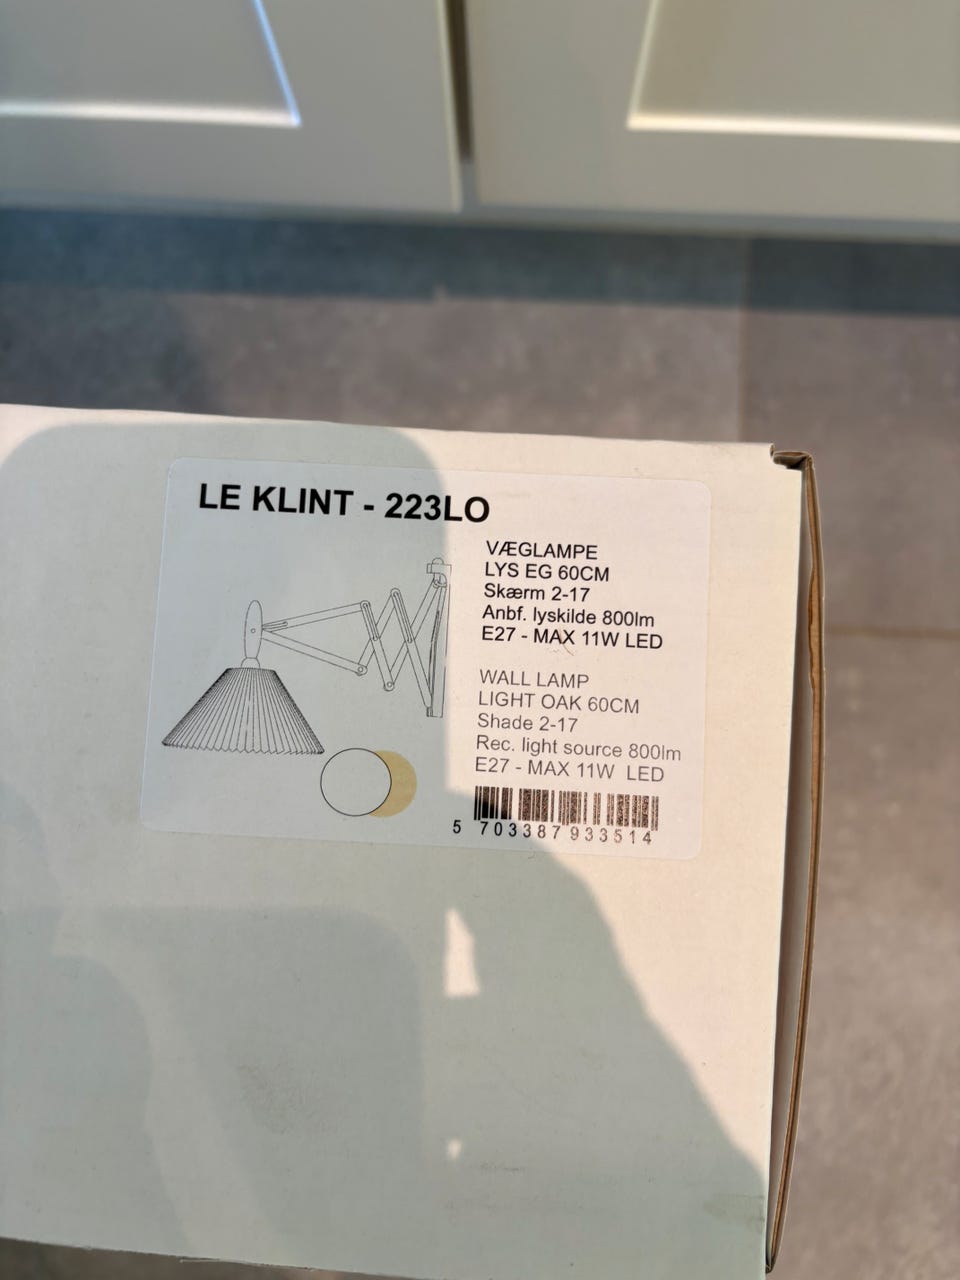 LE KLINT - 223LO
VÆGLAMPE
LYS EG 60CM
Skærm 2-17
Anbf. lyskilde 800lm
E27 - MAX 11W LED
WALL LAMP
LIGHT OAK 60CM
Shade 2-17
Rec. light source 800lm
E27 - MAX 11W LED
5 703387 933514